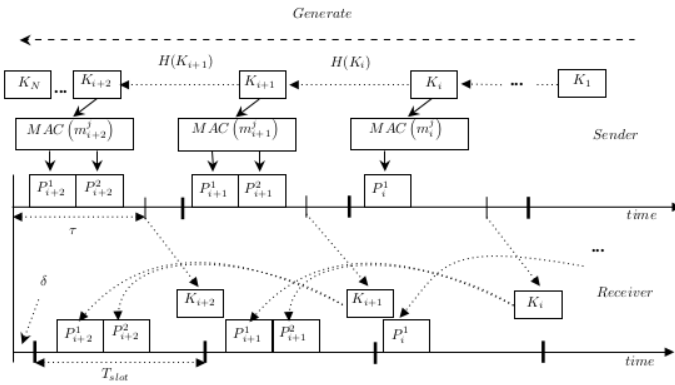 Generate
H(K_{i+1}) H(K_i)
K_N ... K_{i+2} K_{i+1} K_i ... K_1
MAC(m^j_{i+2}) MAC(m^j_{i+1}) MAC(m^j_i) Sender
P^1_{i+2} P^2_{i+2} P^1_{i+1} P^2_{i+1} P^1_i
time
τ
...
δ
K_{i+2} K_{i+1} K_i Receiver
P^1_{i+2} P^2_{i+2} P^1_{i+1} P^2_{i+1} P^1_i
time
T_{slot}